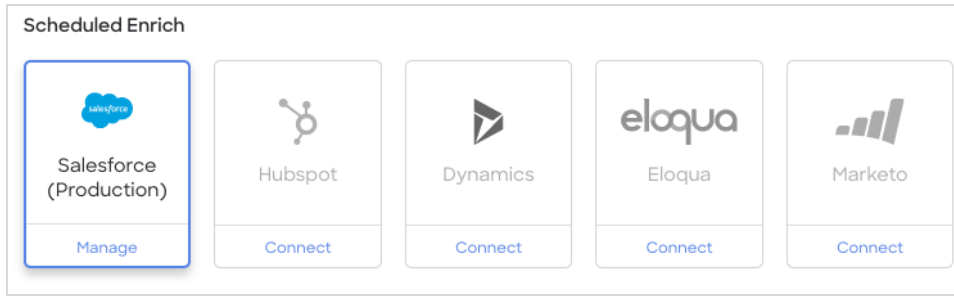 Scheduled Enrich
salesforce
Salesforce
(Production)
Manage
Hubspot
Connect
Dynamics
Connect
eloqua
Eloqua
Connect
Marketo
Connect